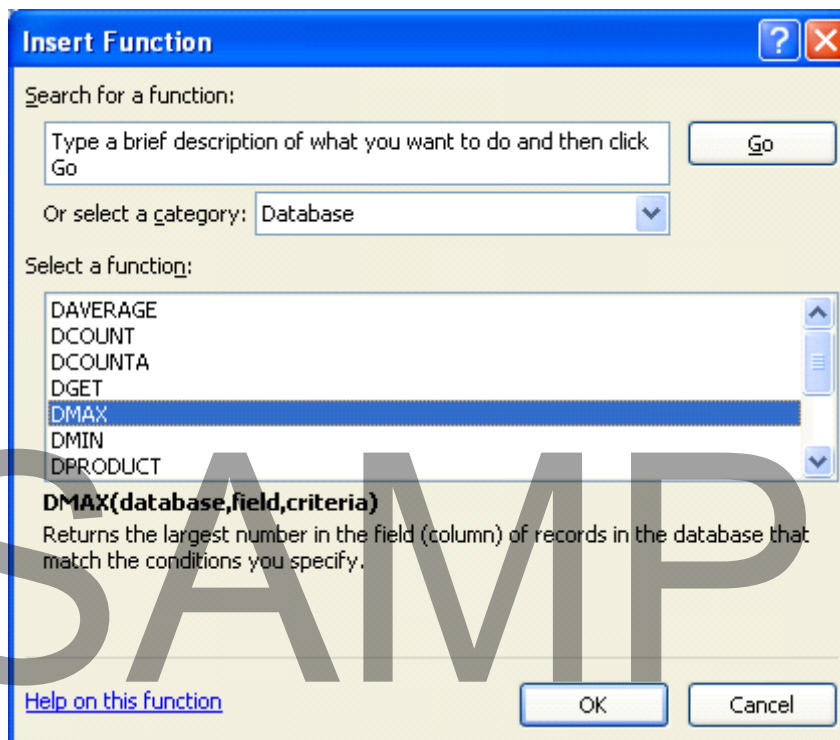 Insert Function
Search for a function:
Type a brief description of what you want to do and then click
Go
Go
Or select a category: Database
Select a function:
DAVERAGE
DCOUNT
DCOUNTA
DGET
DMAX
DMIN
DPRODUCT
DMAX(database,field,criteria)
Returns the largest number in the field (column) of records in the database that
match the conditions you specify.
SAMP
Help on this function
OK
Cancel